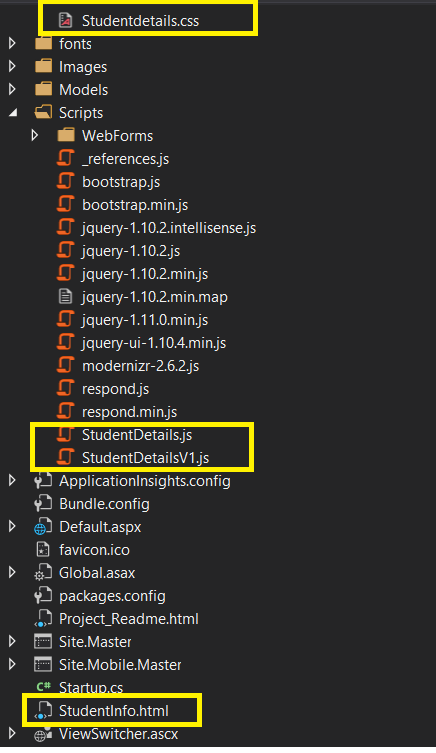 Studentdetails.css
fonts
Images
Models
Scripts
WebForms
_references.js
bootstrap.js
bootstrap.min.js
jquery-1.10.2.intellisense.js
jquery-1.10.2.js
jquery-1.10.2.min.js
jquery-1.10.2.min.map
jquery-1.11.0.min.js
jquery-ui-1.10.4.min.js
modernizr-2.6.2.js
respond.js
respond.min.js
StudentDetails.js
StudentDetailsV1.js
ApplicationInsights.config
Bundle.config
Default.aspx
favicon.ico
Global.asax
packages.config
Project_Readme.html
Site.Master
Site.Mobile.Master
C# Startup.cs
StudentInfo.html
ViewSwitcher.ascx